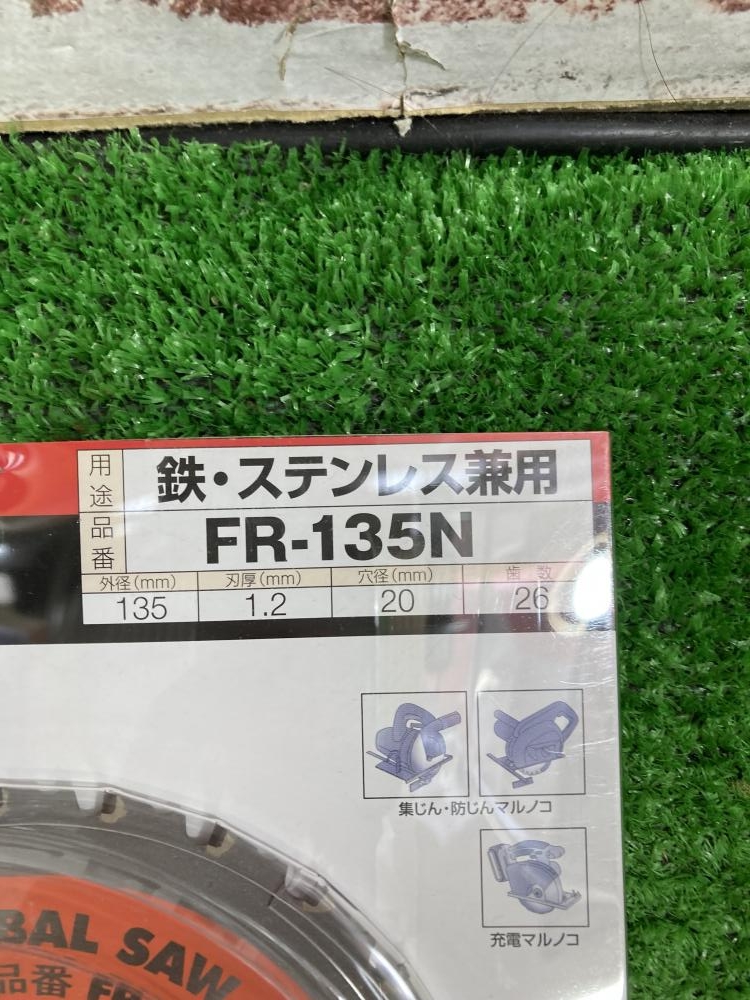 用途 鉄・ステンレス兼用
品番 FR-135N
外径(mm) 刃厚(mm) 穴径(mm) 歯数
135 1.2 20 26
集じん・防じんマルノコ
充電マルノコ
BAL SAW
品番 FR